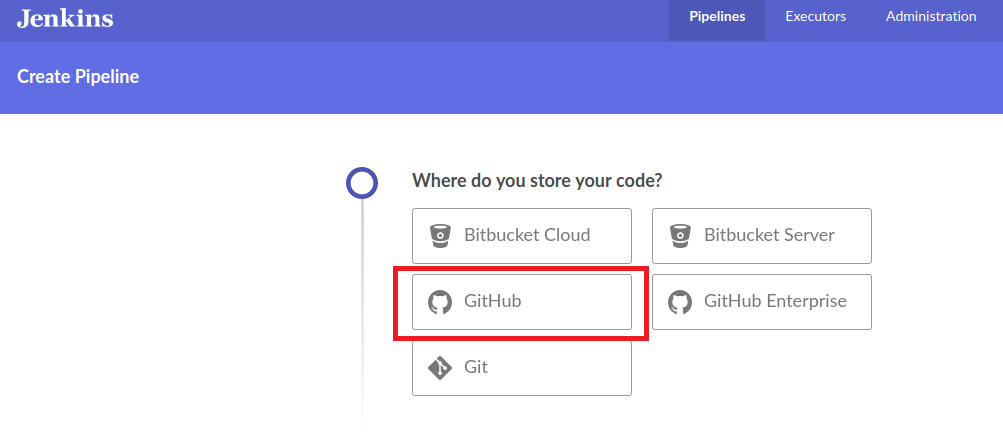 Jenkins
Pipelines Executors Administration
Create Pipeline
Where do you store your code?
Bitbucket Cloud Bitbucket Server
GitHub GitHub Enterprise
Git